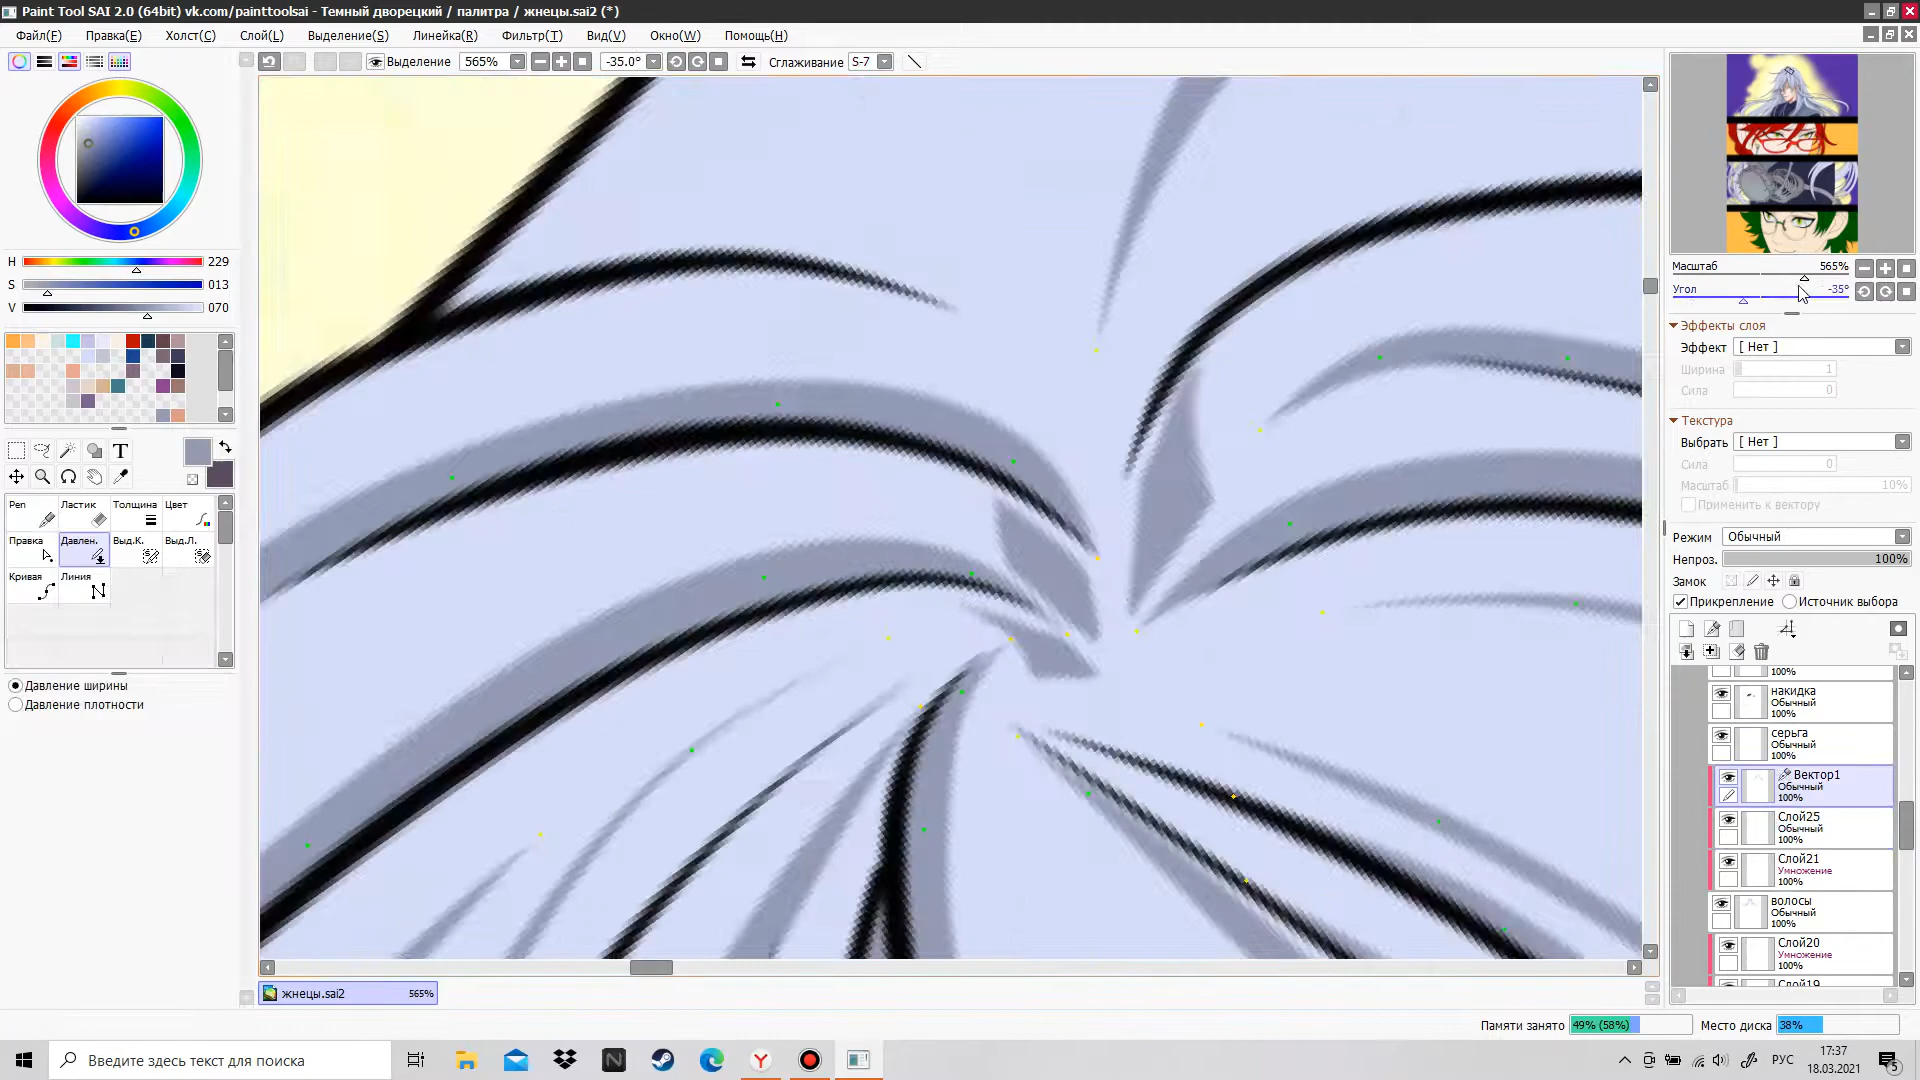 Paint Tool SAI 2.0 (64bit) vk.com/painttoolsai - Темный дворецкий / палитра / жнецы.sai2 (*)
Файл(F) Правка(E) Холст(C) Слой(L) Выделение(S) Линейка(R) Фильтр(T) Вид(V) Окно(W) Помощь(H)
Выделение 565% -35.0° Сглаживание S-7
H 229
S 013
V 070
T
Pen Ластик Толщина Цвет
Правка Давлен. Выд.К. Выд.Л.
Кривая Линия
Давление ширины
Давление плотности
Масштаб 565%
Угол -35°
Эффекты слоя
Эффект [ Нет ]
Ширина 1
Сила 0
Текстура
Выбрать [ Нет ]
Сила 0
Масштаб 10%
Применить к вектору
Режим Обычный
Непроз. 100%
Замок
Прикрепление Источник выбора
100%
накидка
Обычный
100%
серьга
Обычный
100%
Вектор1
Обычный
100%
Слой25
Обычный
100%
Слой21
Умножение
100%
волосы
Обычный
100%
Слой20
Умножение
100%
Слой19
жнецы.sai2 565%
Памяти занято 49% (58%) Место диска 38%
Введите здесь текст для поиска
РУС
17:37
18.03.2021
5